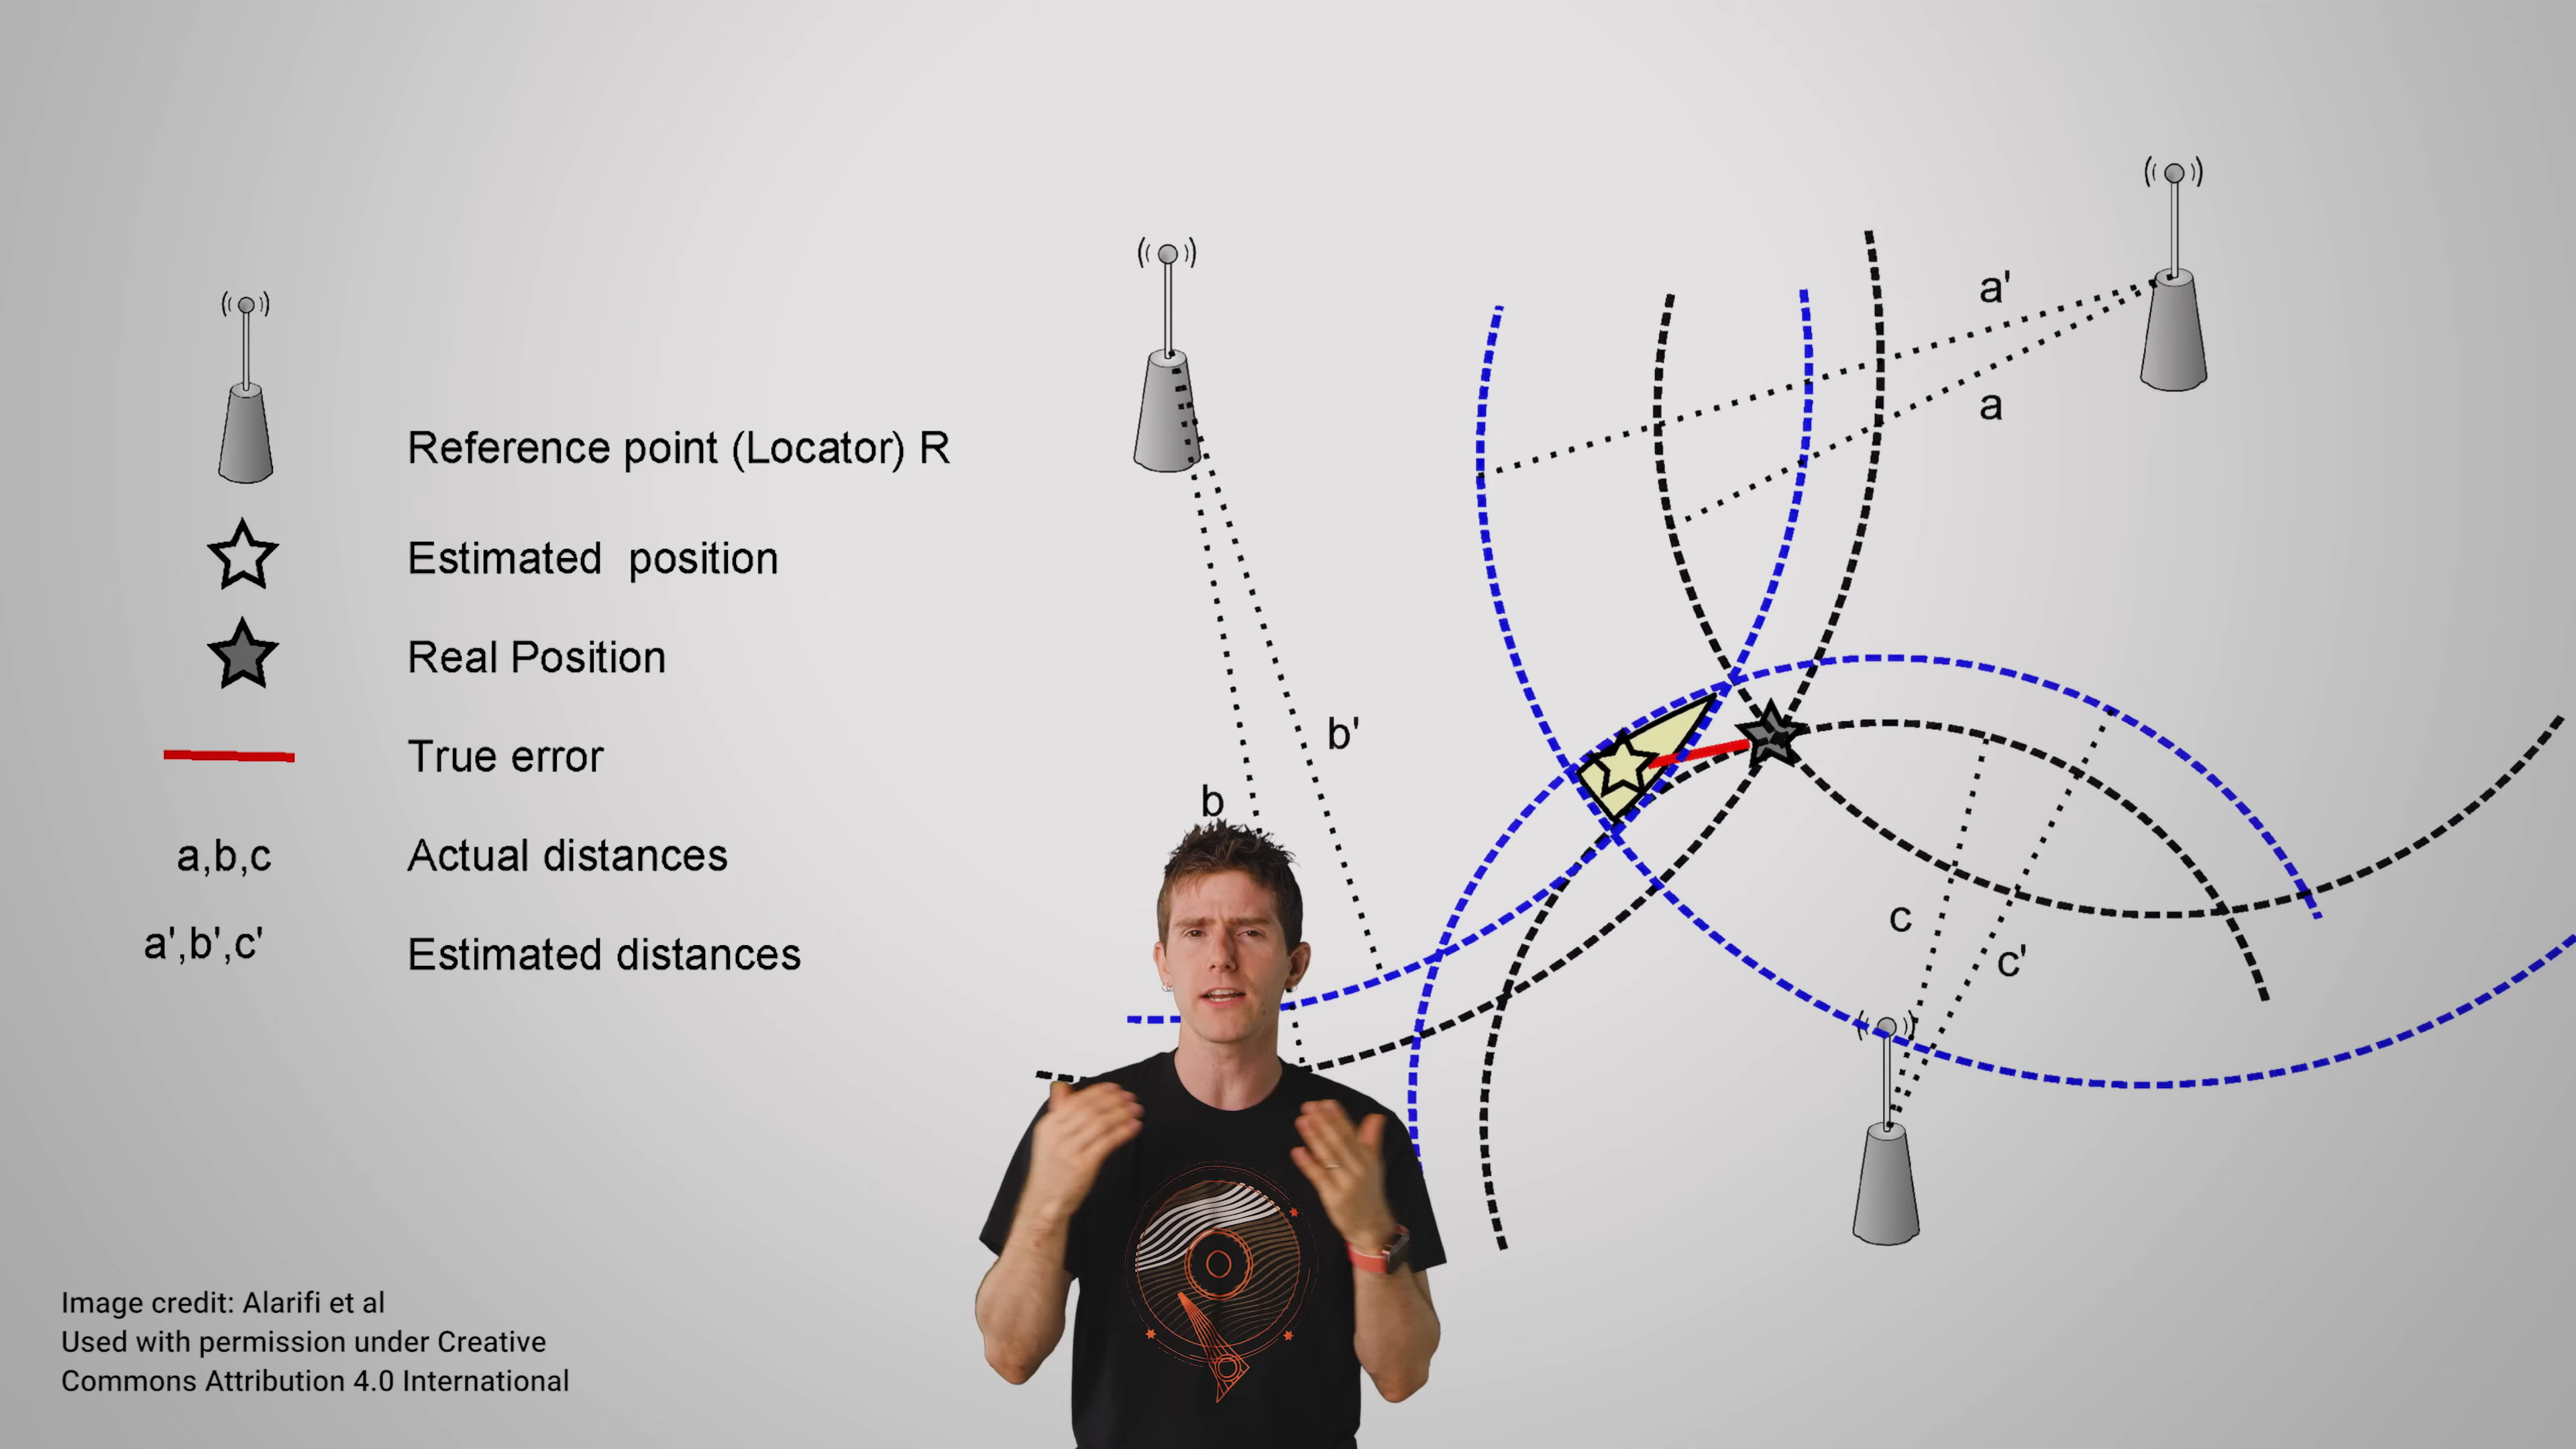 Reference point (Locator) R
Estimated position
Real Position
True error
a,b,c
Actual distances
a',b',c'
Estimated distances
a'
a
b'
b
c
c'
Image credit: Alarifi et al
Used with permission under Creative
Commons Attribution 4.0 International